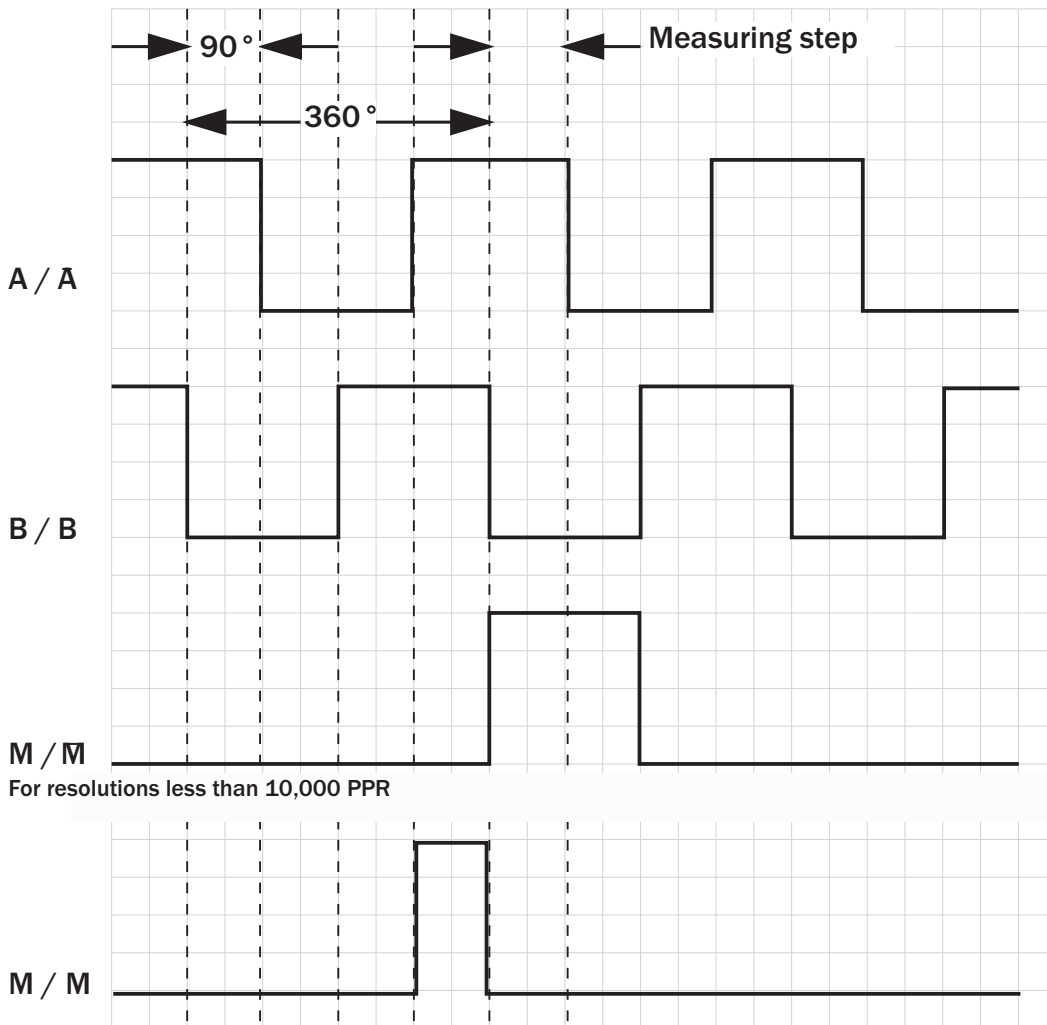 90°
Measuring step
360°
A / A̅
B / B
M / M̅
For resolutions less than 10,000 PPR
M / M